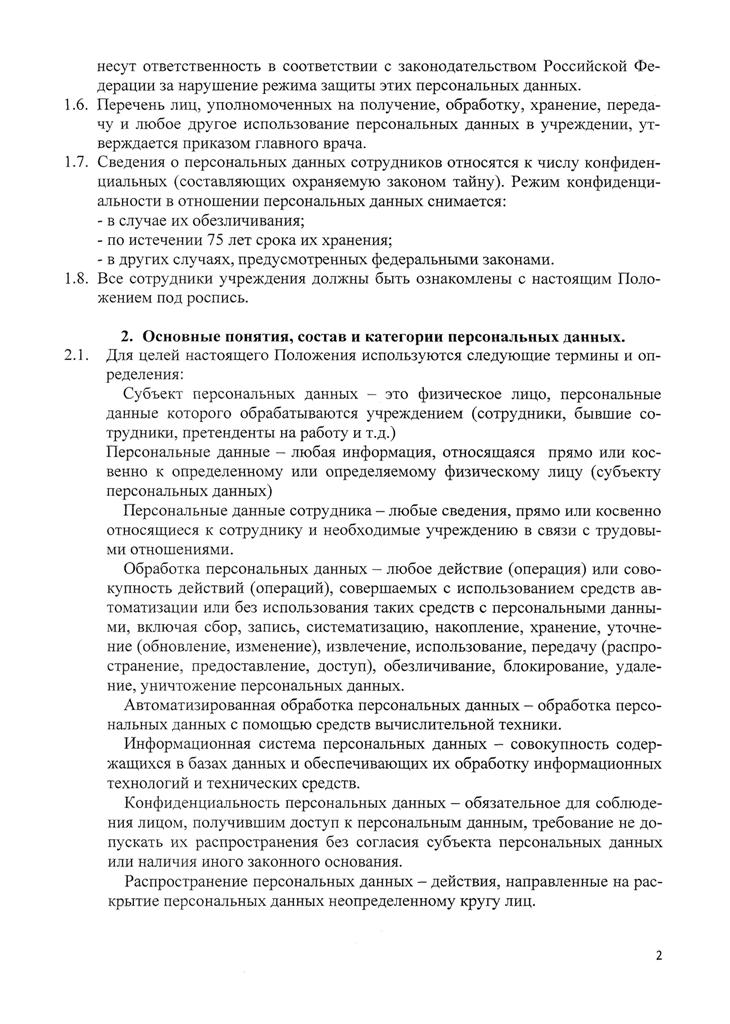 несут ответственность в соответствии с законодательством Российской Фе-
дерации за нарушение режима защиты этих персональных данных.
1.6. Перечень лиц, уполномоченных на получение, обработку, хранение, переда-
чу и любое другое использование персональных данных в учреждении, ут-
верждается приказом главного врача.
1.7. Сведения о персональных данных сотрудников относятся к числу конфиден-
циальных (составляющих охраняемую законом тайну). Режим конфиденци-
альности в отношении персональных данных снимается:
- в случае их обезличивания;
- по истечении 75 лет срока их хранения;
- в других случаях, предусмотренных федеральными законами.
1.8. Все сотрудники учреждения должны быть ознакомлены с настоящим Поло-
жением под роспись.
2. Основные понятия, состав и категории персональных данных.
2.1. Для целей настоящего Положения используются следующие термины и оп-
ределения:
Субъект персональных данных – это физическое лицо, персональные
данные которого обрабатываются учреждением (сотрудники, бывшие со-
трудники, претенденты на работу и т.д.)
Персональные данные – любая информация, относящаяся прямо или кос-
венно к определенному или определяемому физическому лицу (субъекту
персональных данных)
Персональные данные сотрудника – любые сведения, прямо или косвенно
относящиеся к сотруднику и необходимые учреждению в связи с трудовы-
ми отношениями.
Обработка персональных данных – любое действие (операция) или сово-
купность действий (операций), совершаемых с использованием средств ав-
томатизации или без использования таких средств с персональными данны-
ми, включая сбор, запись, систематизацию, накопление, хранение, уточне-
ние (обновление, изменение), извлечение, использование, передачу (распро-
странение, предоставление, доступ), обезличивание, блокирование, удале-
ние, уничтожение персональных данных.
Автоматизированная обработка персональных данных – обработка персо-
нальных данных с помощью средств вычислительной техники.
Информационная система персональных данных – совокупность содер-
жащихся в базах данных и обеспечивающих их обработку информационных
технологий и технических средств.
Конфиденциальность персональных данных – обязательное для соблюде-
ния лицом, получившим доступ к персональным данным, требование не до-
пускать их распространения без согласия субъекта персональных данных
или наличия иного законного основания.
Распространение персональных данных – действия, направленные на рас-
крытие персональных данных неопределенному кругу лиц.
2